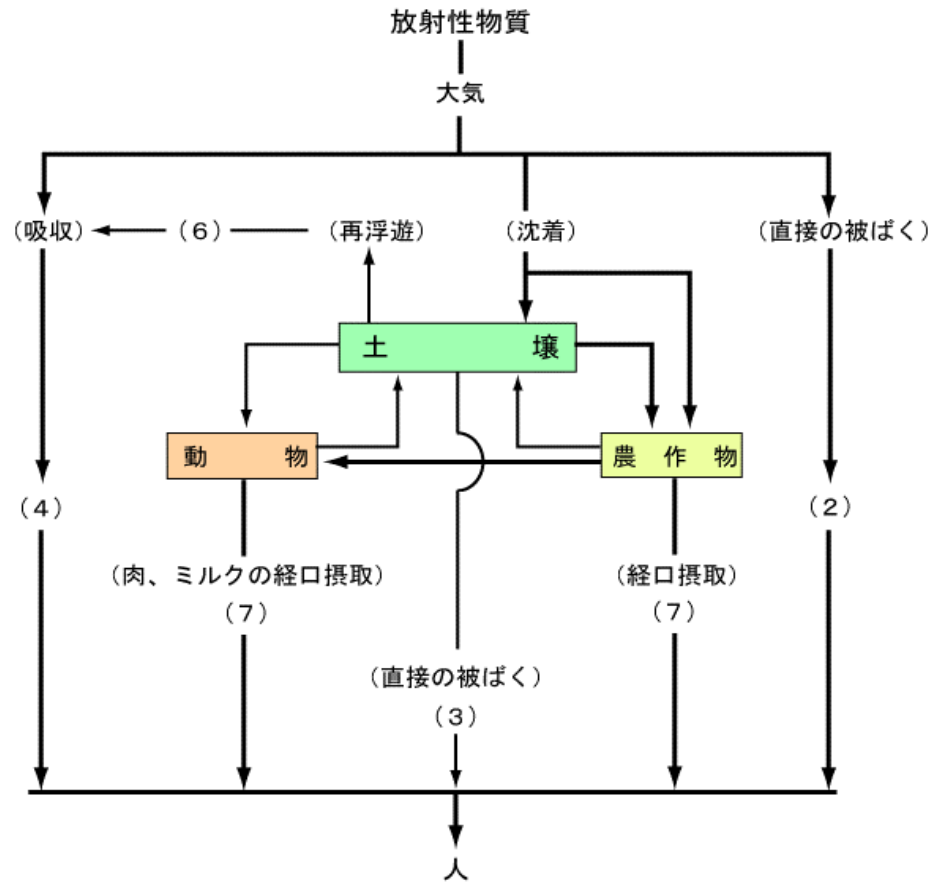 放射性物質
大気
(吸収)
(6)
(再浮遊)
(沈着)
(直接の被ばく)
土 壌
動 物
農 作 物
(4)
(2)
(肉、ミルクの経口摂取)
(7)
(経口摂取)
(7)
(直接の被ばく)
(3)
人